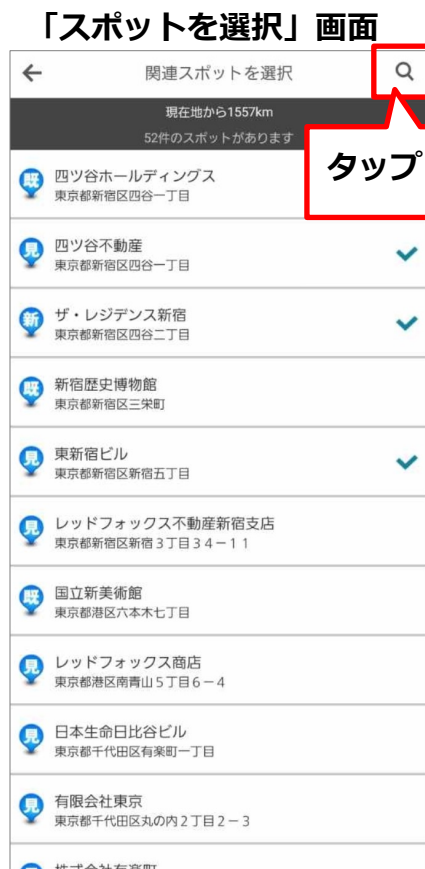 「スポットを選択」画面
関連スポットを選択
現在地から1557km
52件のスポットがあります
タップ
既
四ツ谷ホールディングス
東京都新宿区四谷一丁目
見
四ツ谷不動産
東京都新宿区四谷一丁目
新
ザ・レジデンス新宿
東京都新宿区四谷二丁目
既
新宿歴史博物館
東京都新宿区三栄町
見
東新宿ビル
東京都新宿区新宿五丁目
見
レッドフォックス不動産新宿支店
東京都新宿区新宿3丁目34－11
既
国立新美術館
東京都港区六本木七丁目
見
レッドフォックス商店
東京都港区南青山5丁目6－4
見
日本生命日比谷ビル
東京都千代田区有楽町一丁目
見
有限会社東京
東京都千代田区丸の内2丁目2－3
株式会社有楽町